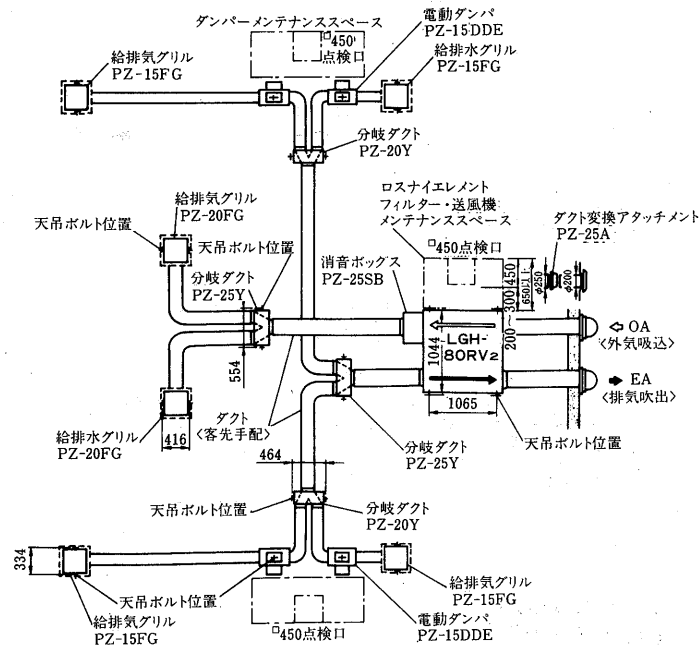 ダンパーメンテナンススペース
電動ダンパ
PZ-15DDE
□450
点検口
給排気グリル
PZ-15FG
給排水グリル
PZ-15FG
分岐ダクト
PZ-20Y
ロスナイエレメント
フィルター・送風機
メンテナンススペース
給排気グリル
PZ-20FG
天吊ボルト位置
天吊ボルト位置
ダクト変換アタッチメント
PZ-25A
□450点検口
消音ボッグス
PZ-25SB
分岐ダクト
PZ-25Y
450
650以上
300
200~
φ250
φ200
OA
〈外気吸込〉
LGH-
80RV2
1044
554
EA
〈排気吹出〉
1065
ダクト
〈客先手配〉
給排水グリル
PZ-20FG
416
天吊ボルト位置
分岐ダクト
PZ-25Y
464
天吊ボルト位置
分岐ダクト
PZ-20Y
334
天吊ボルト位置
給排気グリル
PZ-15FG
給排気グリル
PZ-15FG
□450点検口
電動ダンパ
PZ-15DDE